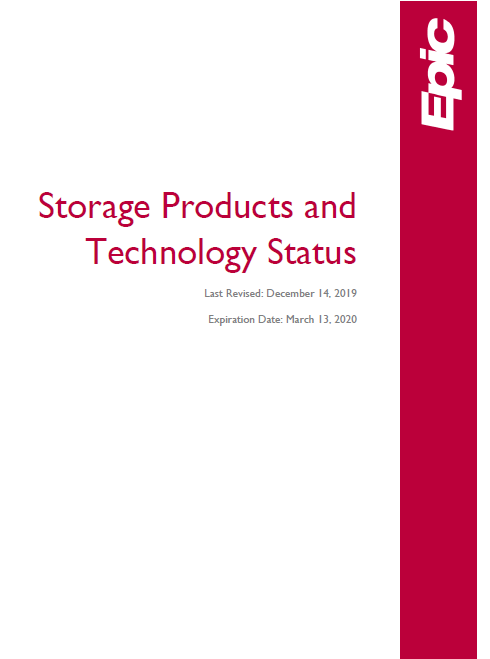 Epic
Storage Products and
Technology Status
Last Revised: December 14, 2019
Expiration Date: March 13, 2020